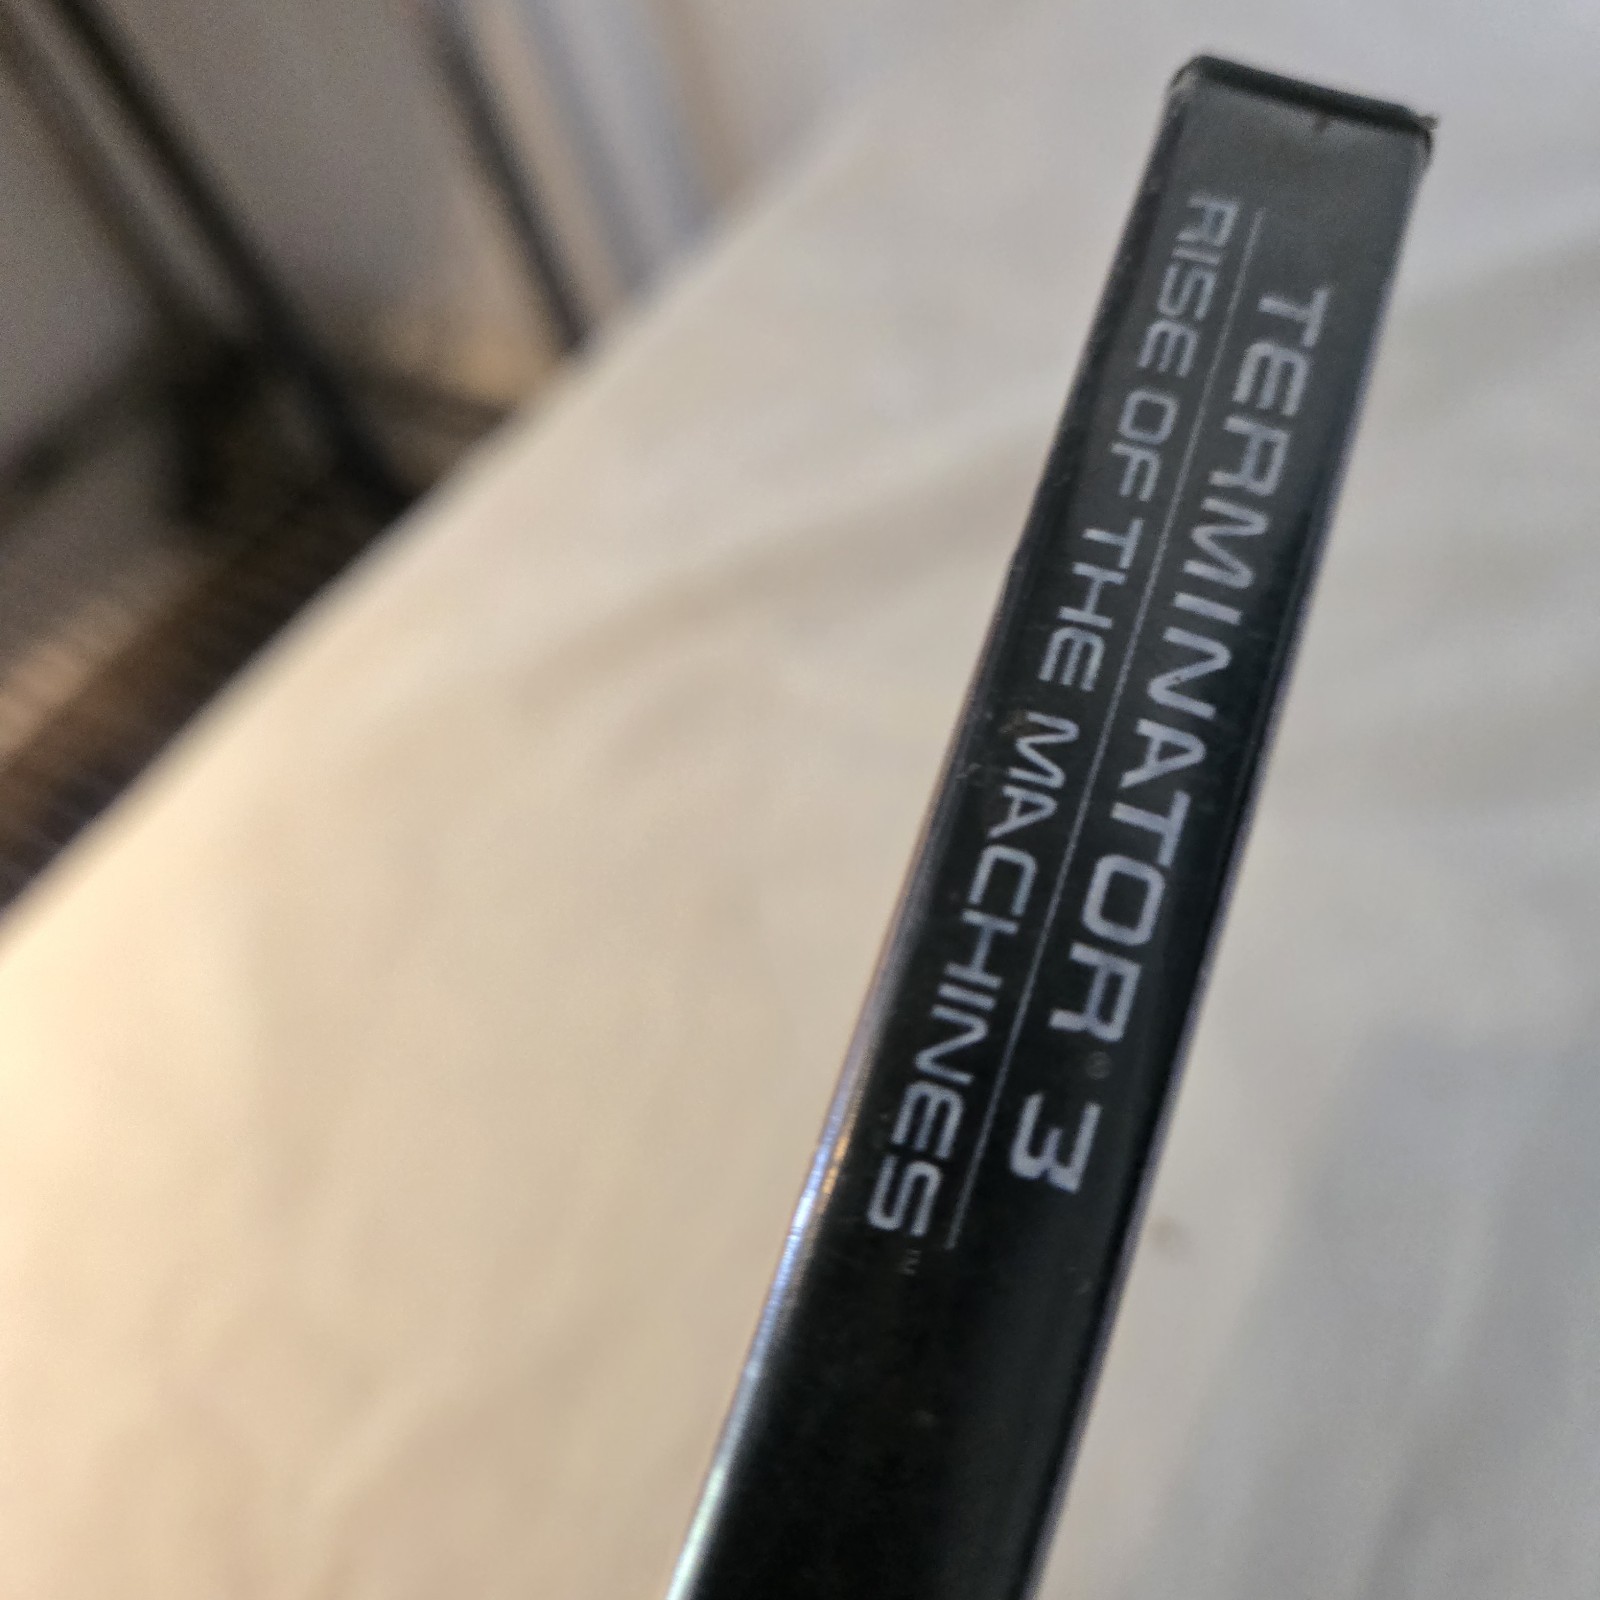 TERMINATOR® 3
RISE OF THE MACHINES™